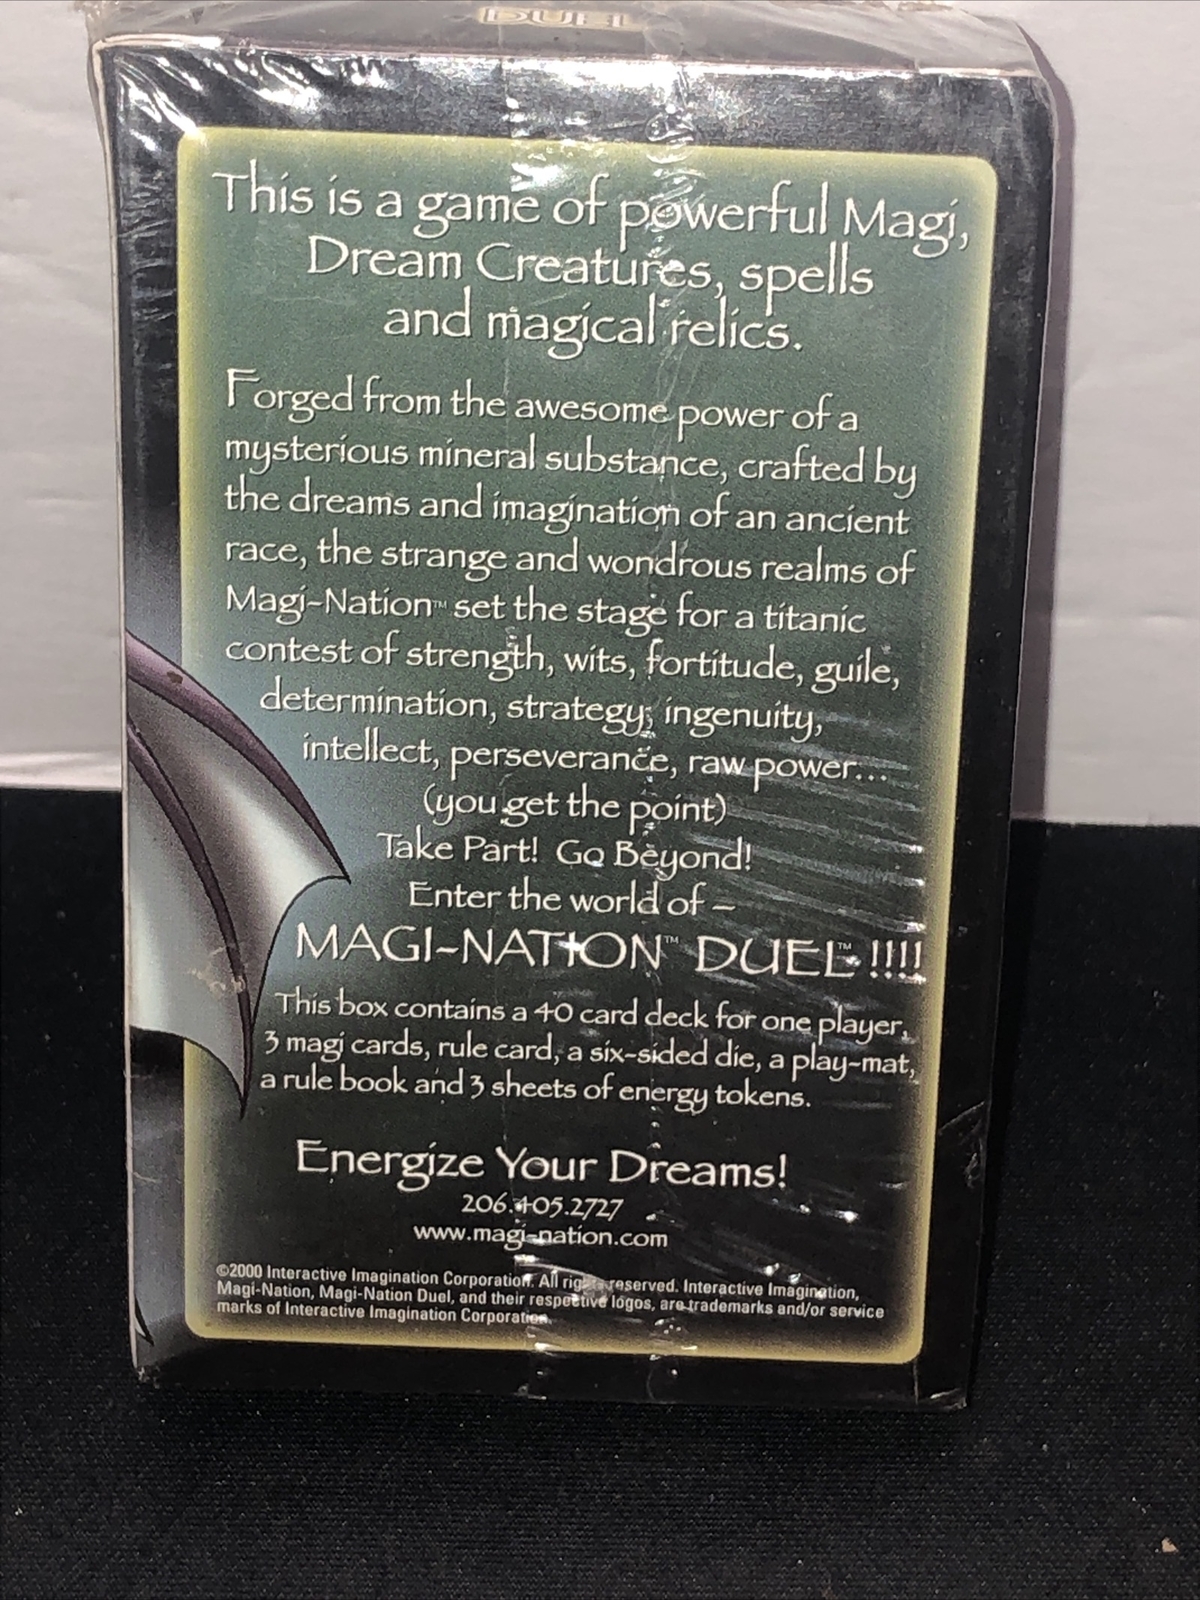 DUEL
This is a game of powerful Magi,
Dream Creatures, spells
and magical relics.
Forged from the awesome power of a
mysterious mineral substance, crafted by
the dreams and imagination of an ancient
race, the strange and wondrous realms of
Magi-Nation™ set the stage for a titanic
contest of strength, wits, fortitude, guile,
determination, strategy, ingenuity,
intellect, perseverance, raw power...
(you get the point)
Take Part! Go Beyond!
Enter the world of –
MAGI-NATION™ DUEL™ !!!!
This box contains a 40 card deck for one player,
3 magi cards, rule card, a six-sided die, a play-mat,
a rule book and 3 sheets of energy tokens.
Energize Your Dreams!
206.405.2727
www.magi-nation.com
©2000 Interactive Imagination Corporation. All rights reserved. Interactive Imagination,
Magi-Nation, Magi-Nation Duel, and their respective logos, are trademarks and/or service
marks of Interactive Imagination Corporation.